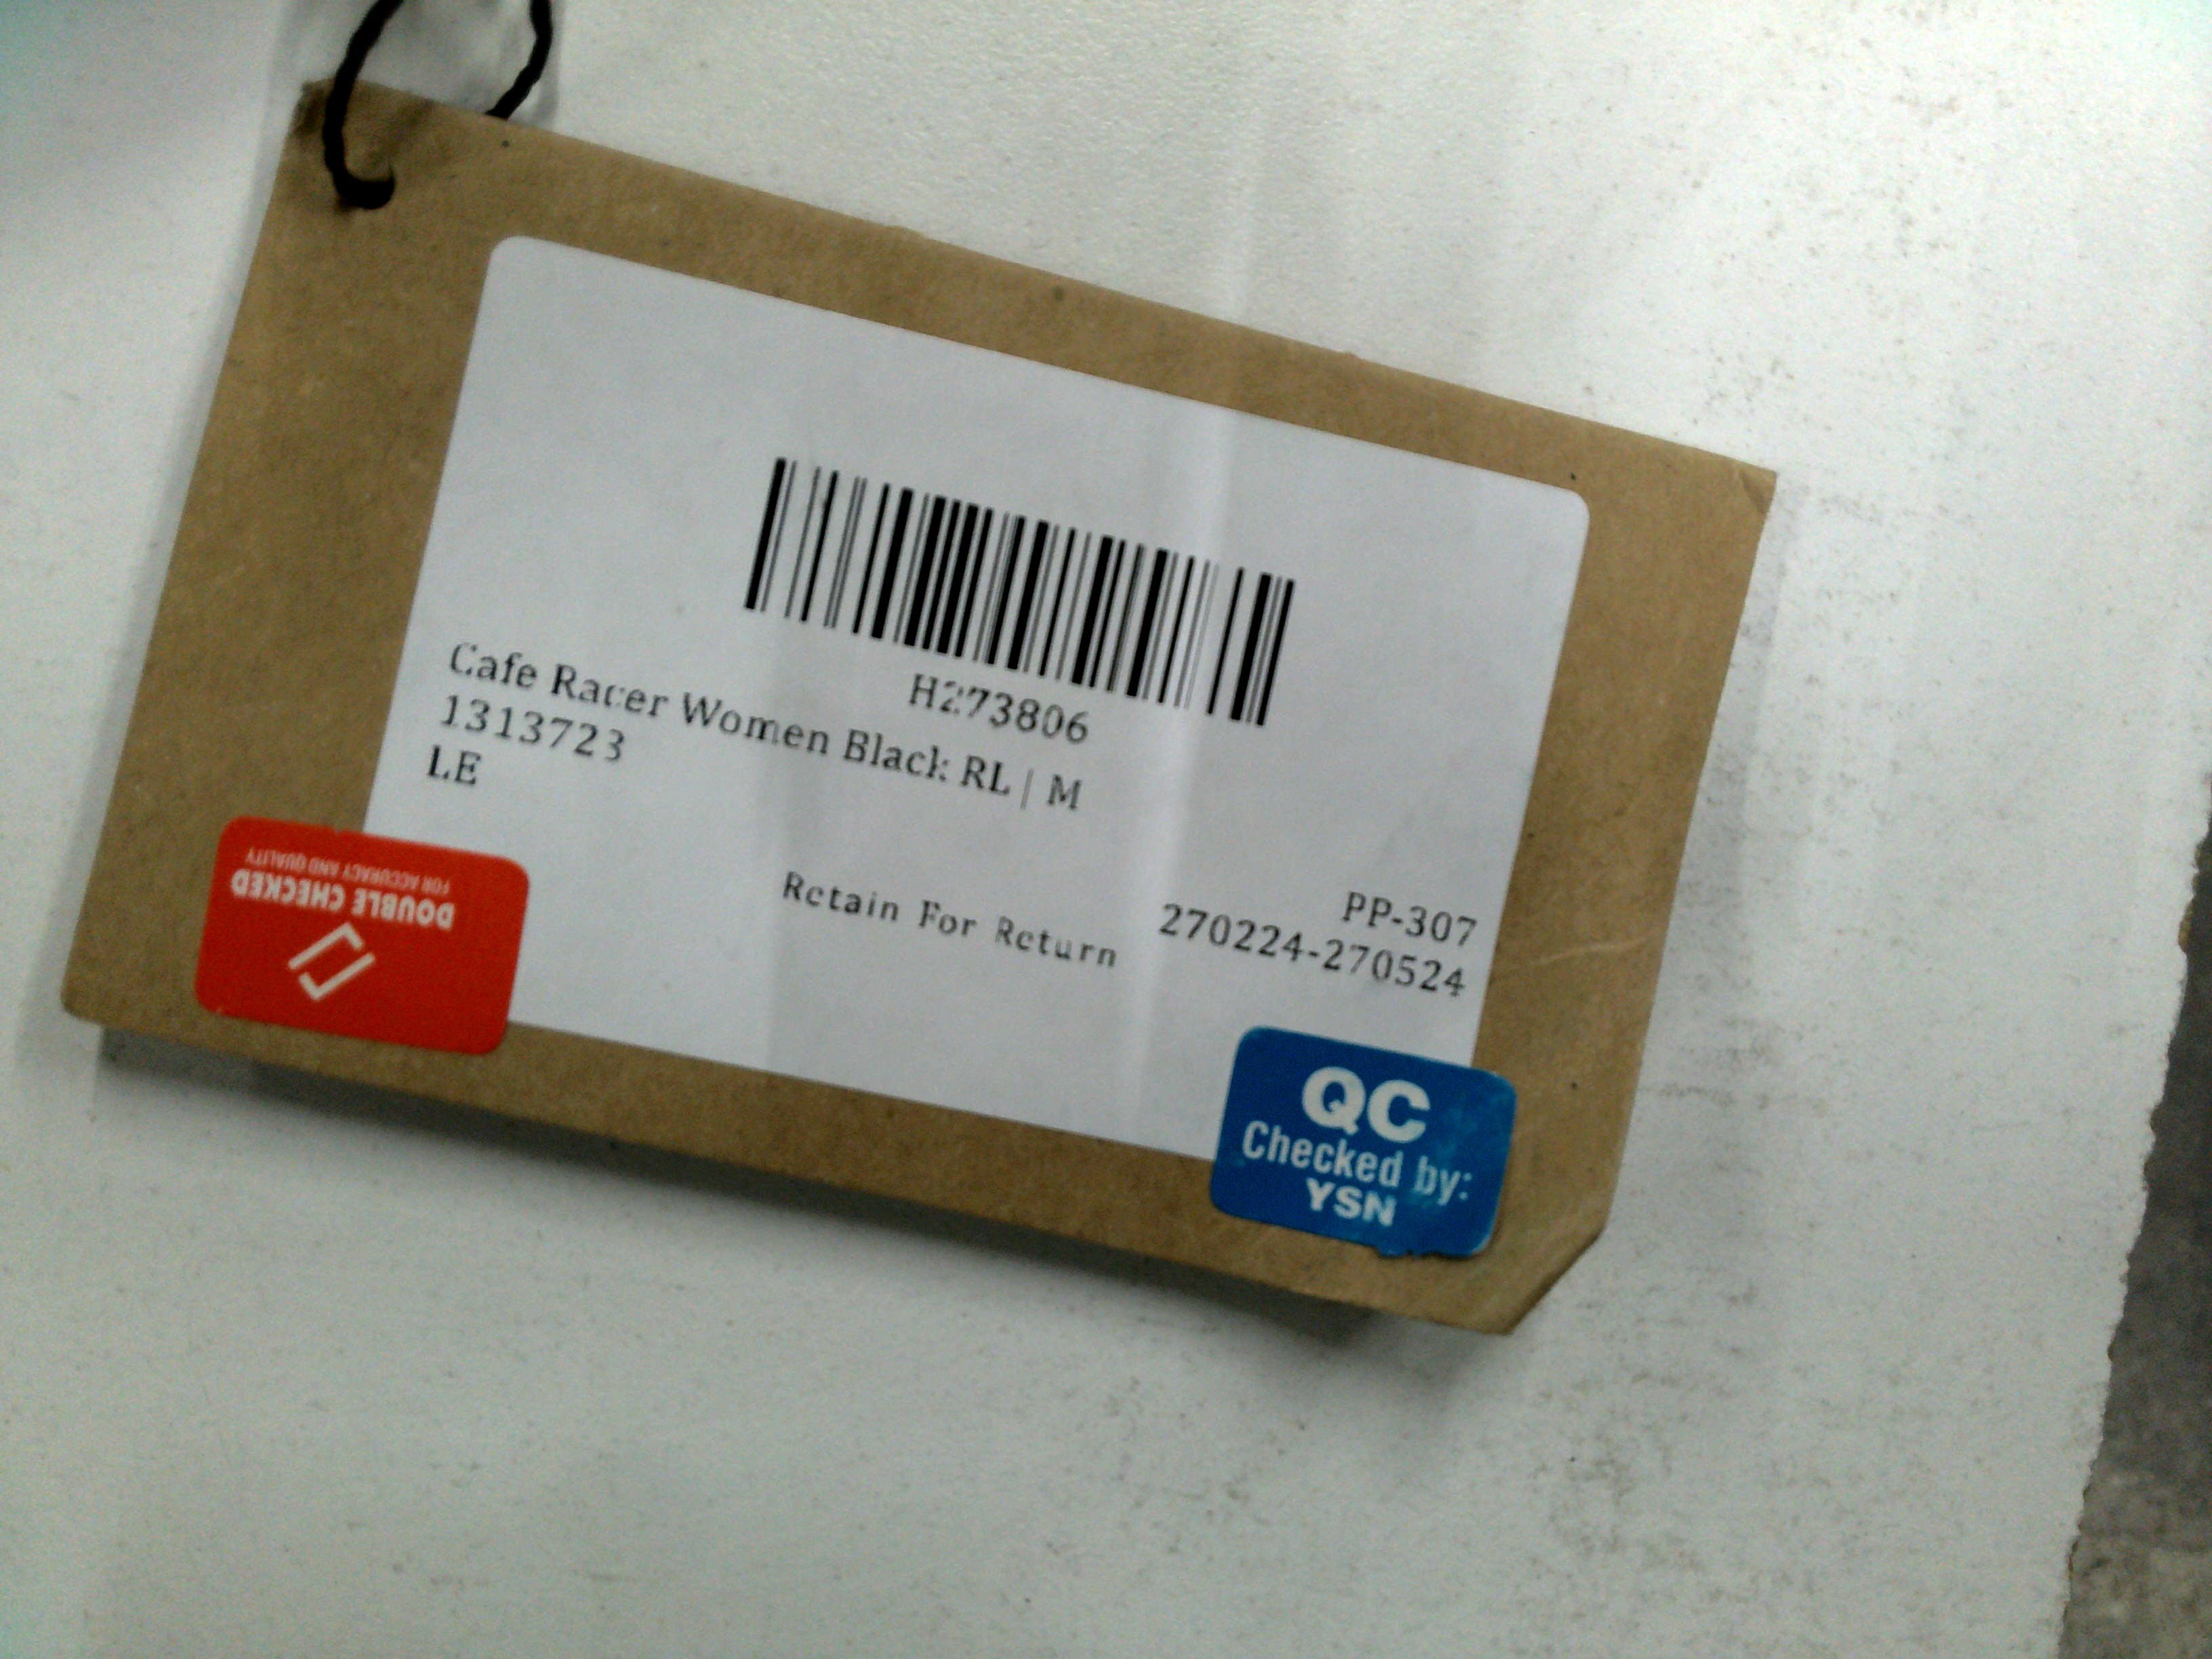 H273806
Cafe Racer Women Black RL | M
1313723
LE
PP-307
Retain For Return
270224-270524
DOUBLE CHECKED
FOR ACCURACY AND QUALITY
QC
Checked by:
YSN